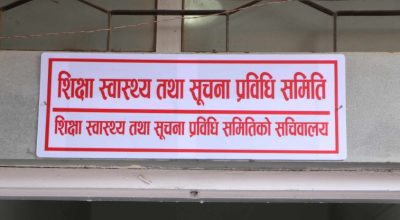 शिक्षा स्वास्थ्य तथा सूचना प्रविधि समिति
शिक्षा स्वास्थ्य तथा सूचना प्रविधि समितिको सचिवालय